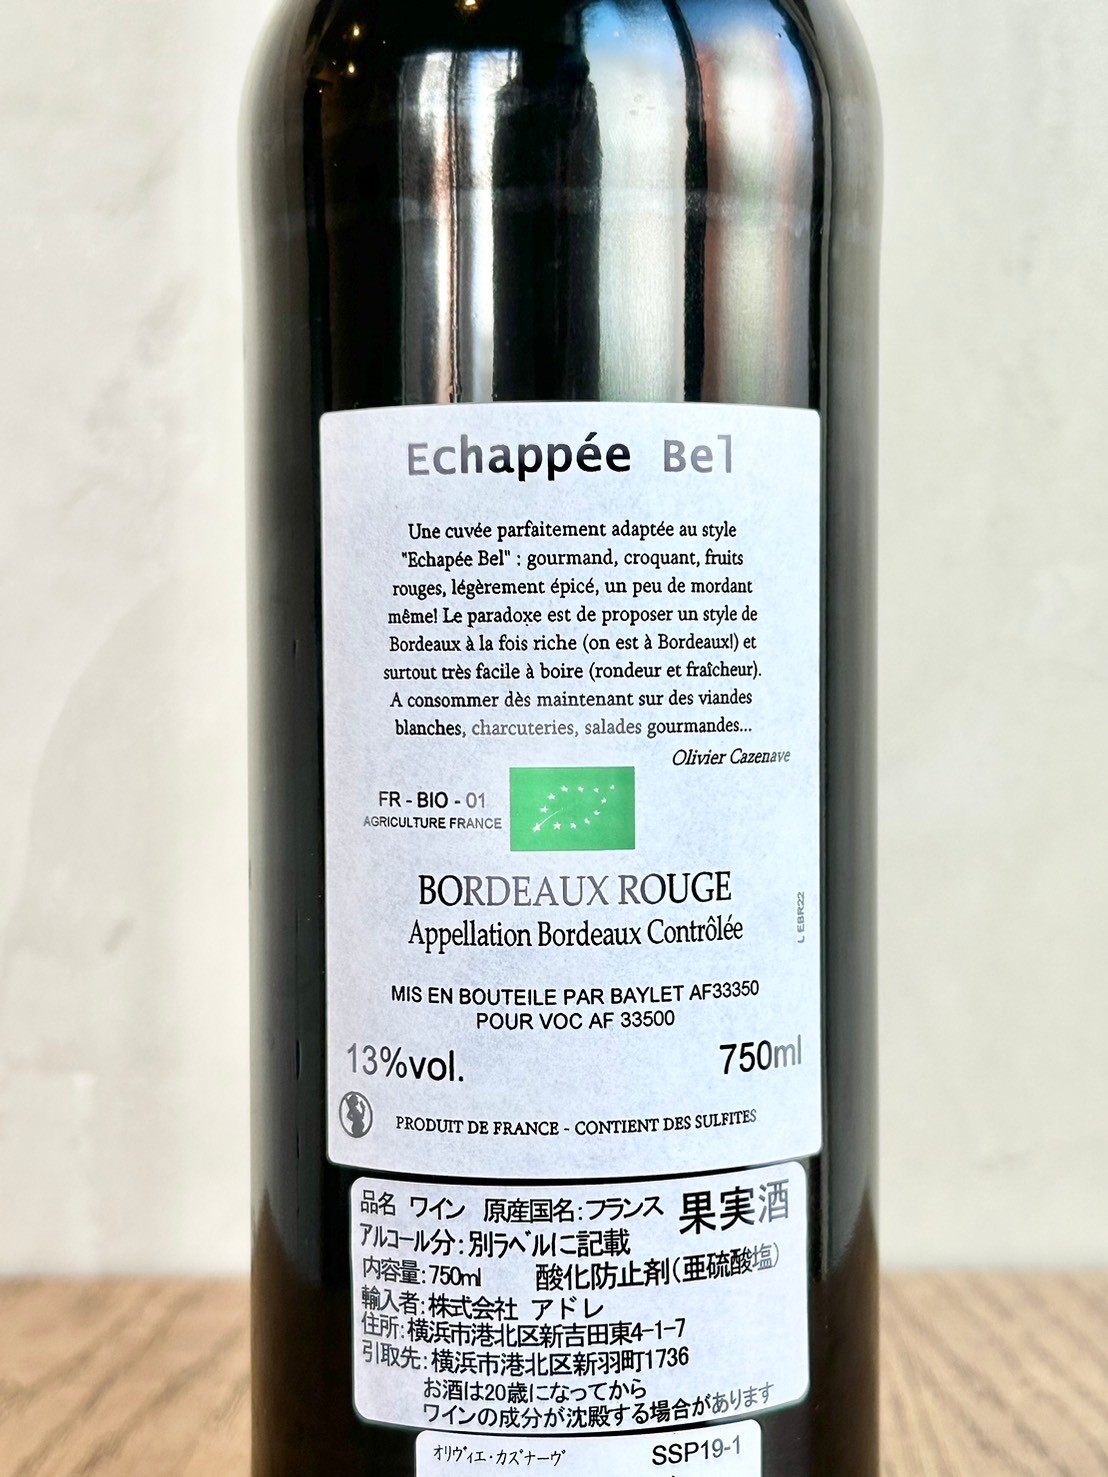 Echappée Bel
Une cuvée parfaitement adaptée au style
"Echapée Bel" : gourmand, croquant, fruits
rouges, légèrement épicé, un peu de mordant
même! Le paradoxe est de proposer un style de
Bordeaux à la fois riche (on est à Bordeaux!) et
surtout très facile à boire (rondeur et fraîcheur).
A consommer dès maintenant sur des viandes
blanches, charcuteries, salades gourmandes...
Olivier Cazenave
FR - BIO - 01
AGRICULTURE FRANCE
BORDEAUX ROUGE
Appellation Bordeaux Contrôlée
L EBR22
MIS EN BOUTEILE PAR BAYLET AF33350
POUR VOC AF 33500
13%vol. 750ml
PRODUIT DE FRANCE - CONTIENT DES SULFITES
品名 ワイン 原産国名:フランス 果実酒
アルコール分:別ラベルに記載
内容量:750ml 酸化防止剤(亜硫酸塩)
輸入者:株式会社 アドレ
住所:横浜市港北区新吉田東4-1-7
引取先:横浜市港北区新羽町1736
お酒は20歳になってから
ワインの成分が沈殿する場合があります
オリヴィエ・カズナーヴ SSP19-1